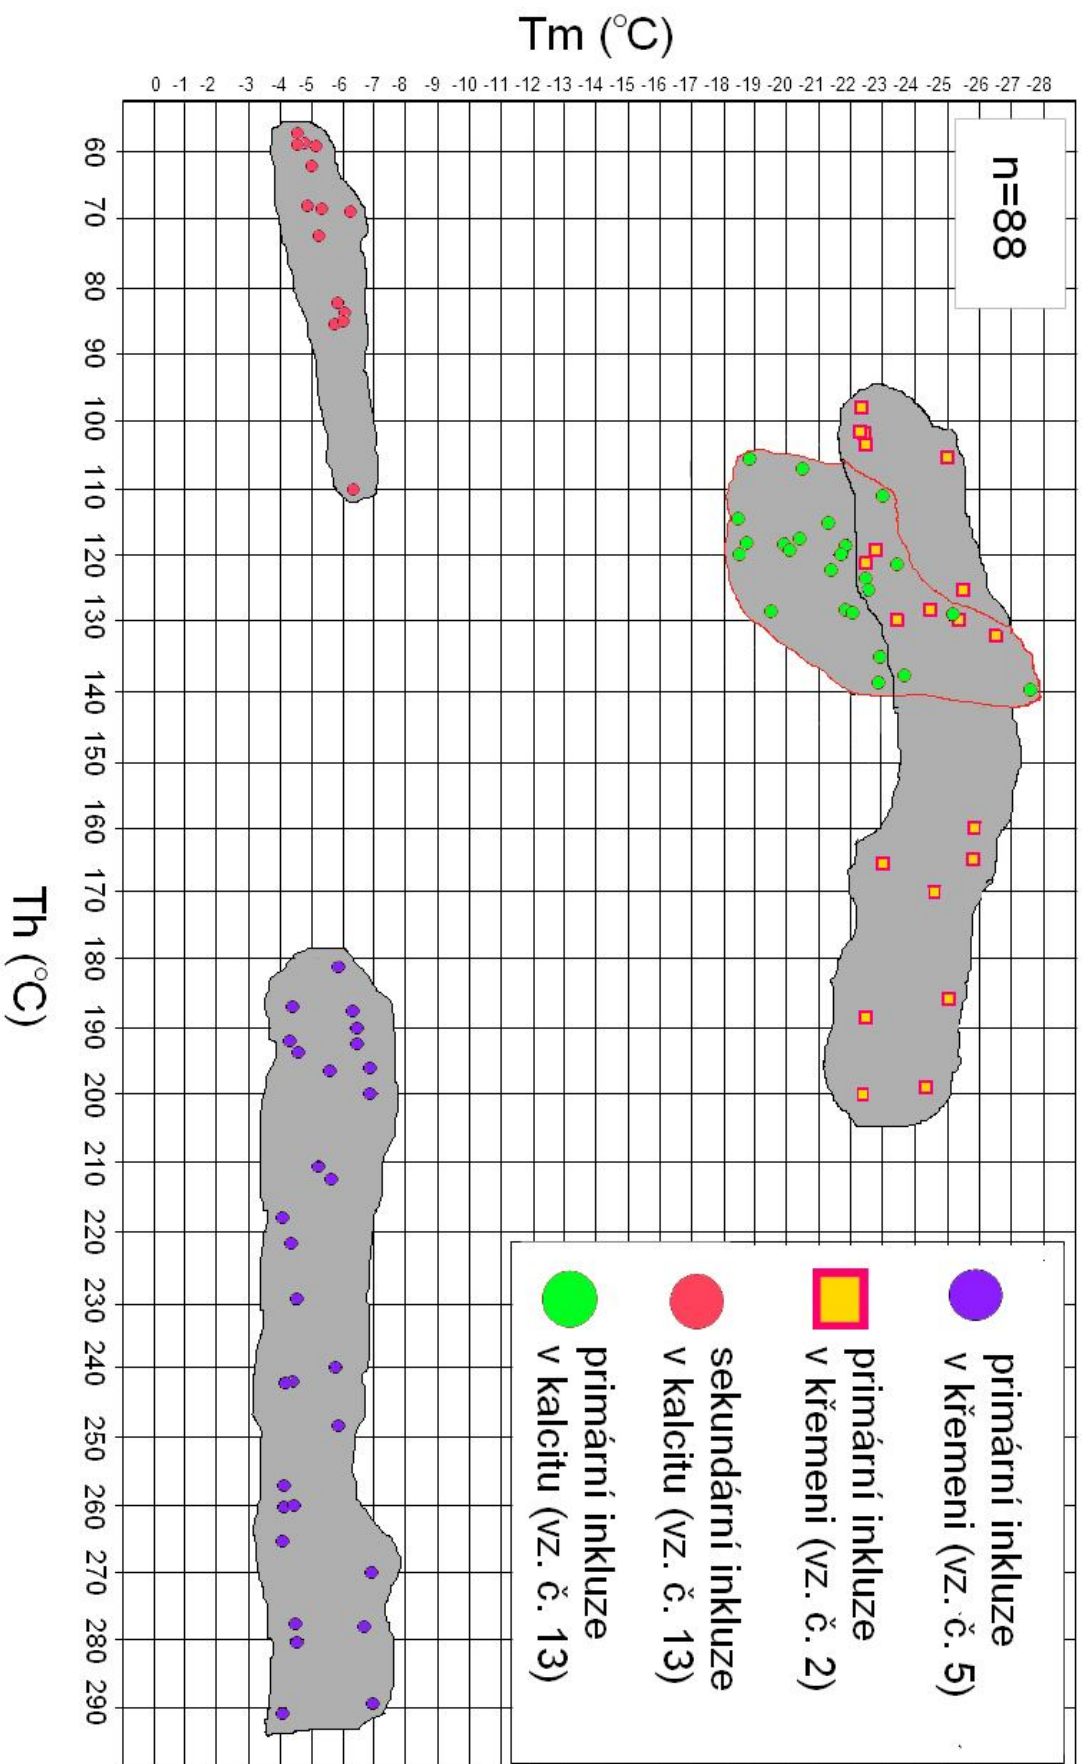 Tm (°C)
0 -1 -2 -3 -4 -5 -6 -7 -8 -9 -10 -11 -12 -13 -14 -15 -16 -17 -18 -19 -20 -21 -22 -23 -24 -25 -26 -27 -28
n=88
60
70
80
90
100
110
120
130
140
150
160
170
180
190
200
210
220
230
240
250
260
270
280
290
Th (°C)
primární inkluze
v křemeni (vz. č. 5)
primární inkluze
v křemeni (vz. č. 2)
sekundární inkluze
v kalcitu (vz. č. 13)
primární inkluze
v kalcitu (vz. č. 13)